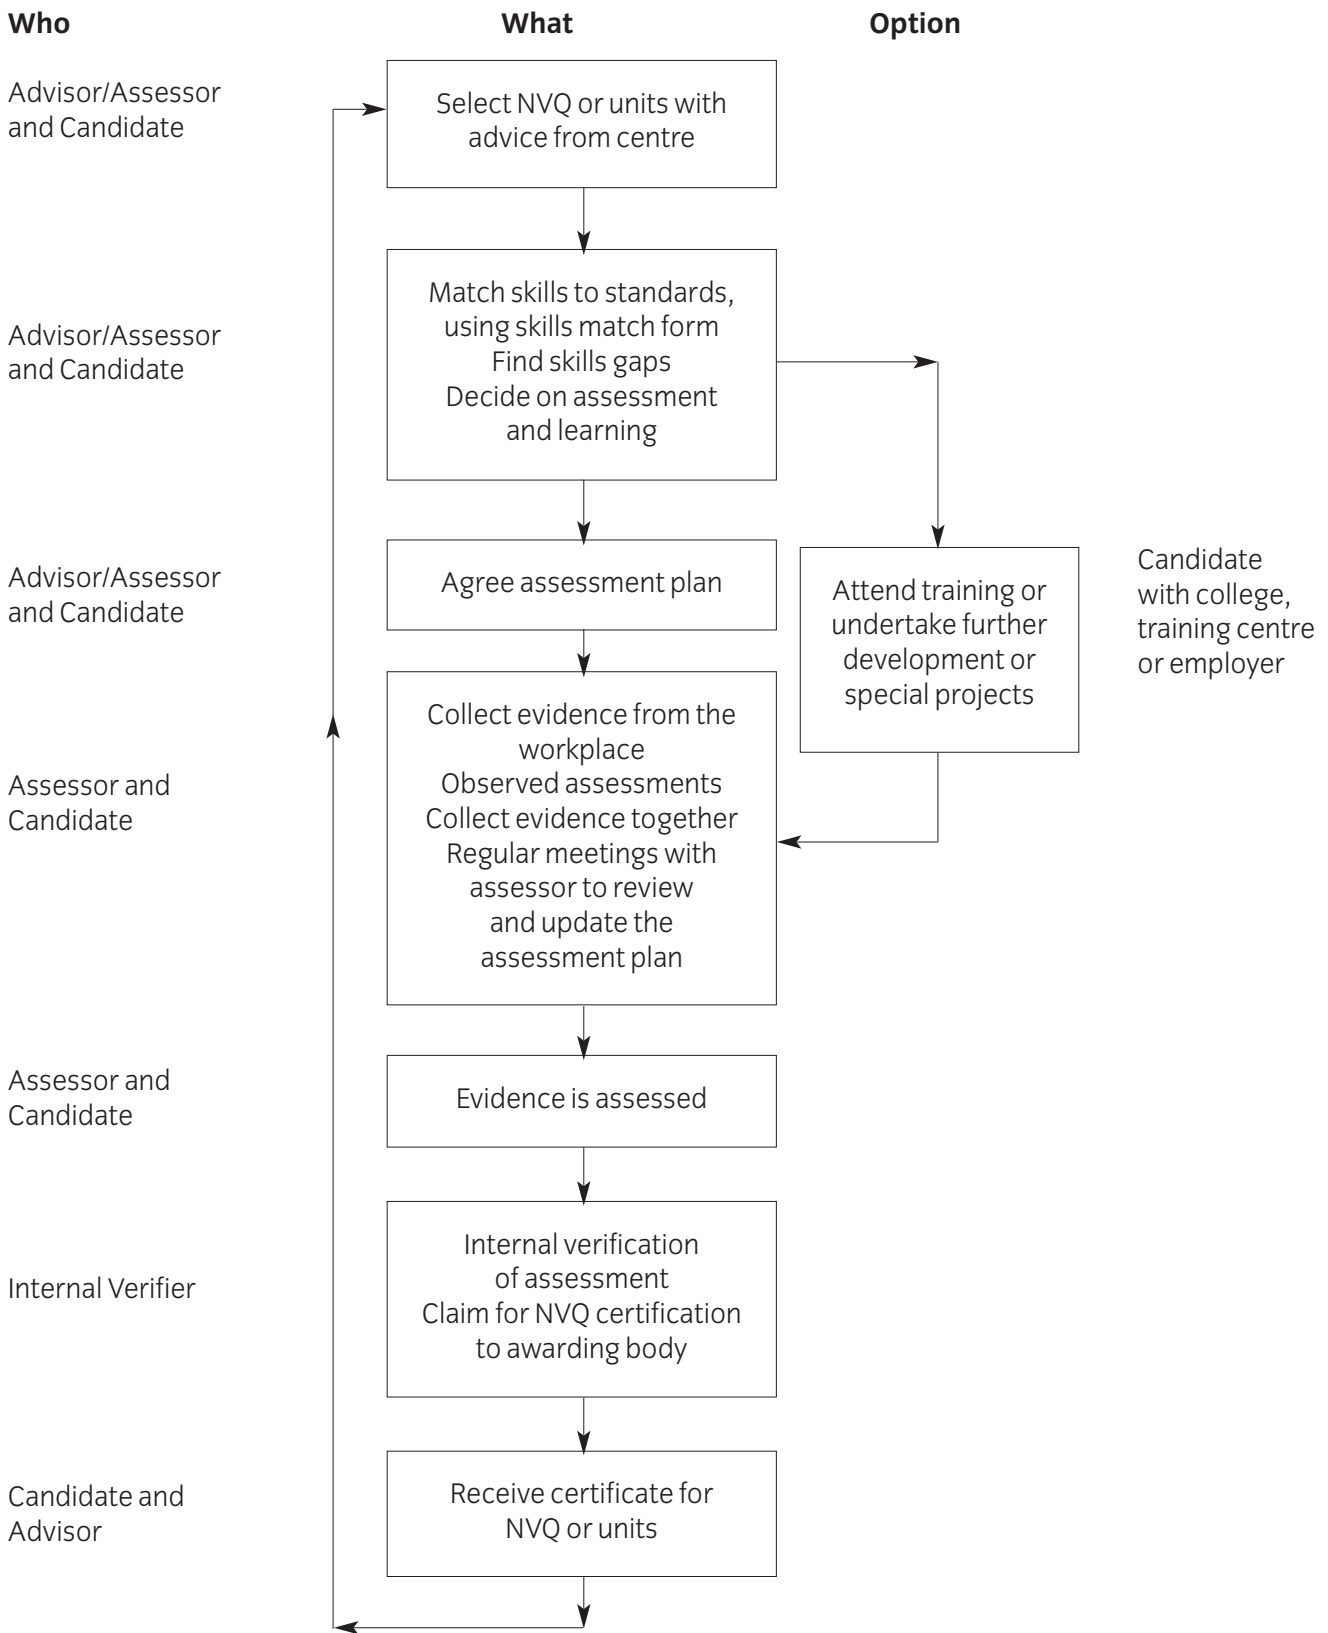 Who
What
Option
Advisor/Assessor
and Candidate
Select NVQ or units with
advice from centre
Advisor/Assessor
and Candidate
Match skills to standards,
using skills match form
Find skills gaps
Decide on assessment
and learning
Advisor/Assessor
and Candidate
Agree assessment plan
Attend training or
undertake further
development or
special projects
Candidate
with college,
training centre
or employer
Assessor and
Candidate
Collect evidence from the
workplace
Observed assessments
Collect evidence together
Regular meetings with
assessor to review
and update the
assessment plan
Assessor and
Candidate
Evidence is assessed
Internal Verifier
Internal verification
of assessment
Claim for NVQ certification
to awarding body
Candidate and
Advisor
Receive certificate for
NVQ or units